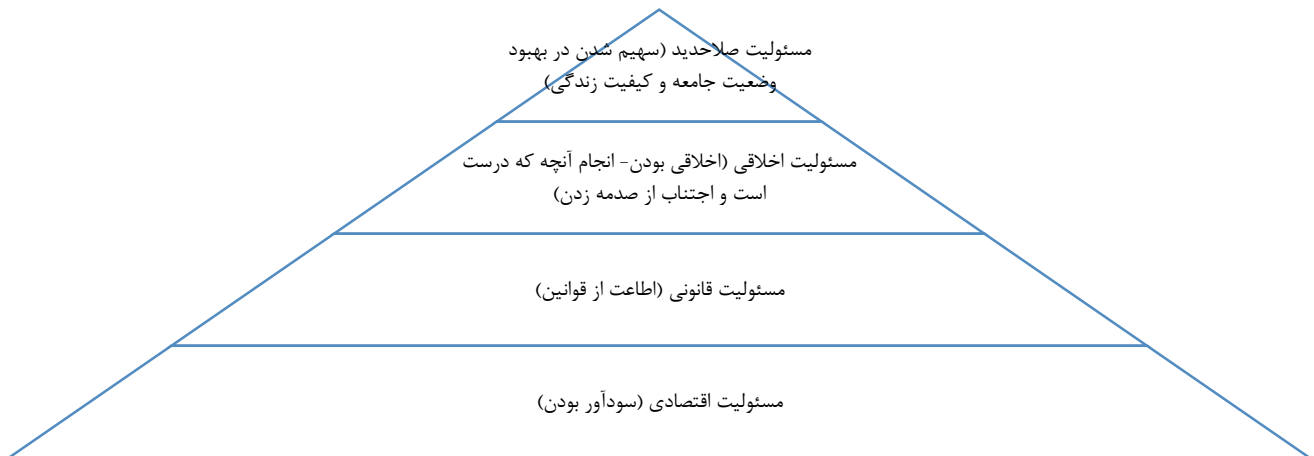 مسئولیت صلاحدید (سهیم شدن در بهبود
وضعیت جامعه و کیفیت زندگی)
مسئولیت اخلاقی (اخلاقی بودن- انجام آنچه که درست
است و اجتناب از صدمه زدن)
مسئولیت قانونی (اطاعت از قوانین)
مسئولیت اقتصادی (سودآور بودن)